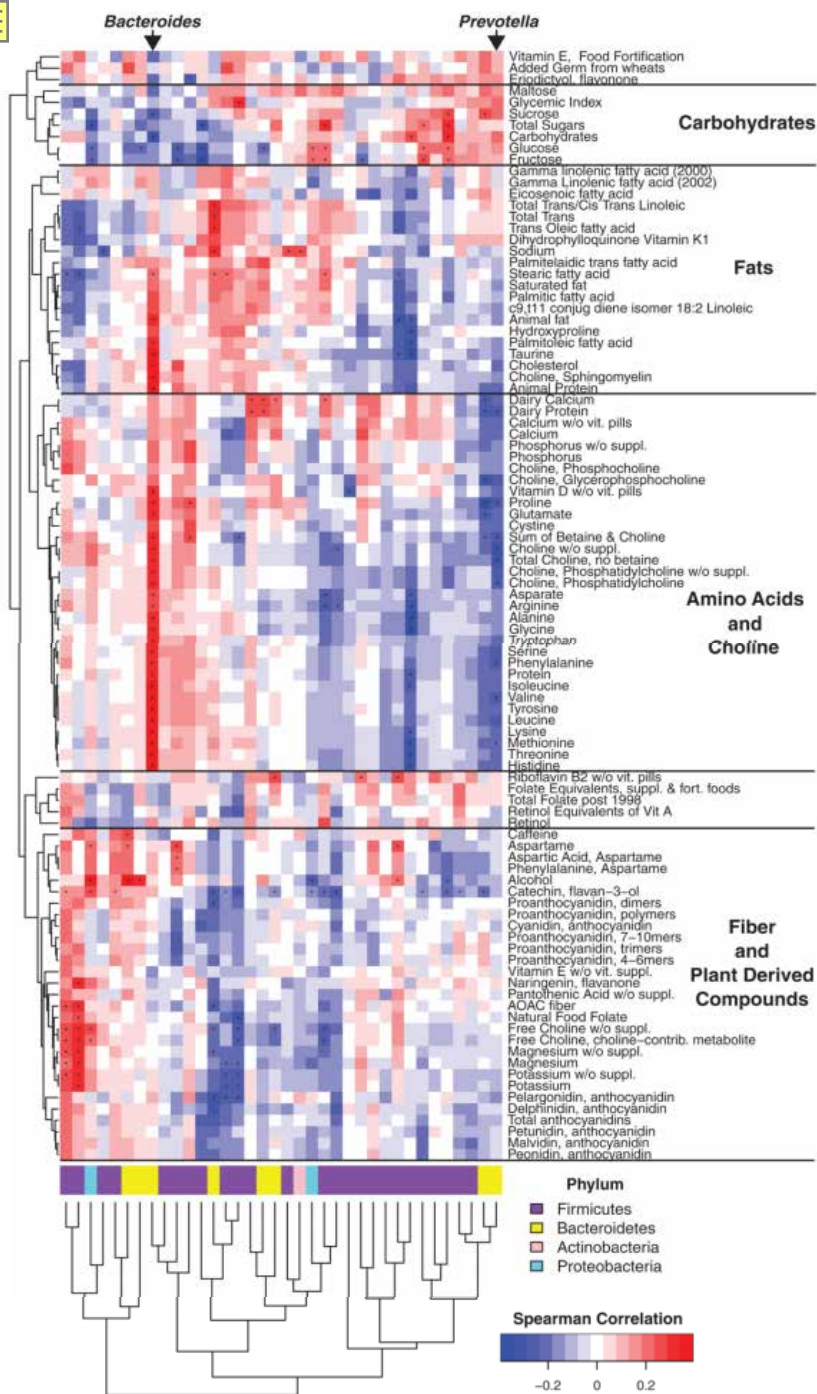 Bacteroides Prevotella
Vitamin E, Food Fortification
Added Germ from wheats
Eriodictyol, flavonone
Maltose
Glycemic Index
Sucrose
Total Sugars
Carbohydrates
Glucose
Fructose
Carbohydrates
Gamma linolenic fatty acid (2000)
Gamma Linolenic fatty acid (2002)
Eicosenoic fatty acid
Total Trans/Cis Trans Linoleic
Total Trans
Trans Oleic fatty acid
Dihydrophylloquinone Vitamin K1
Sodium
Palmitelaidic trans fatty acid
Stearic fatty acid
Saturated fat
Palmitic fatty acid
c9,t11 conjug diene isomer 18:2 Linoleic
Animal fat
Hydroxyproline
Palmitoleic fatty acid
Taurine
Cholesterol
Choline, Sphingomyelin
Animal Protein
Fats
Dairy Calcium
Dairy Protein
Calcium w/o vit. pills
Calcium
Phosphorus w/o suppl.
Phosphorus
Choline, Phosphocholine
Choline, Glycerophosphocholine
Vitamin D w/o vit. pills
Proline
Glutamate
Cystine
Sum of Betaine & Choline
Choline w/o suppl.
Total Choline, no betaine
Choline, Phosphatidylcholine w/o suppl.
Choline, Phosphatidylcholine
Asparate
Arginine
Alanine
Glycine
Tryptophan
Serine
Phenylalanine
Protein
Isoleucine
Valine
Tyrosine
Leucine
Lysine
Methionine
Threonine
Histidine
Amino Acids
and
Choline
Riboflavin B2 w/o vit. pills
Folate Equivalents, suppl. & fort. foods
Total Folate post 1998
Retinol Equivalents of Vit A
Retinol
Caffeine
Aspartame
Aspartic Acid, Aspartame
Phenylalanine, Aspartame
Alcohol
Catechin, flavan-3-ol
Proanthocyanidin, dimers
Proanthocyanidin, polymers
Cyanidin, anthocyanidin
Proanthocyanidin, 7-10mers
Proanthocyanidin, trimers
Proanthocyanidin, 4-6mers
Vitamin E w/o vit. suppl.
Naringenin, flavanone
Pantothenic Acid w/o suppl.
AOAC fiber
Natural Food Folate
Free Choline w/o suppl.
Free Choline, choline-contrib. metabolite
Magnesium w/o suppl.
Magnesium
Potassium w/o suppl.
Potassium
Pelargonidin, anthocyanidin
Delphinidin, anthocyanidin
Total anthocyanidins
Petunidin, anthocyanidin
Malvidin, anthocyanidin
Peonidin, anthocyanidin
Fiber
and
Plant Derived
Compounds
Phylum
Firmicutes
Bacteroidetes
Actinobacteria
Proteobacteria
Spearman Correlation
-0.2 0 0.2